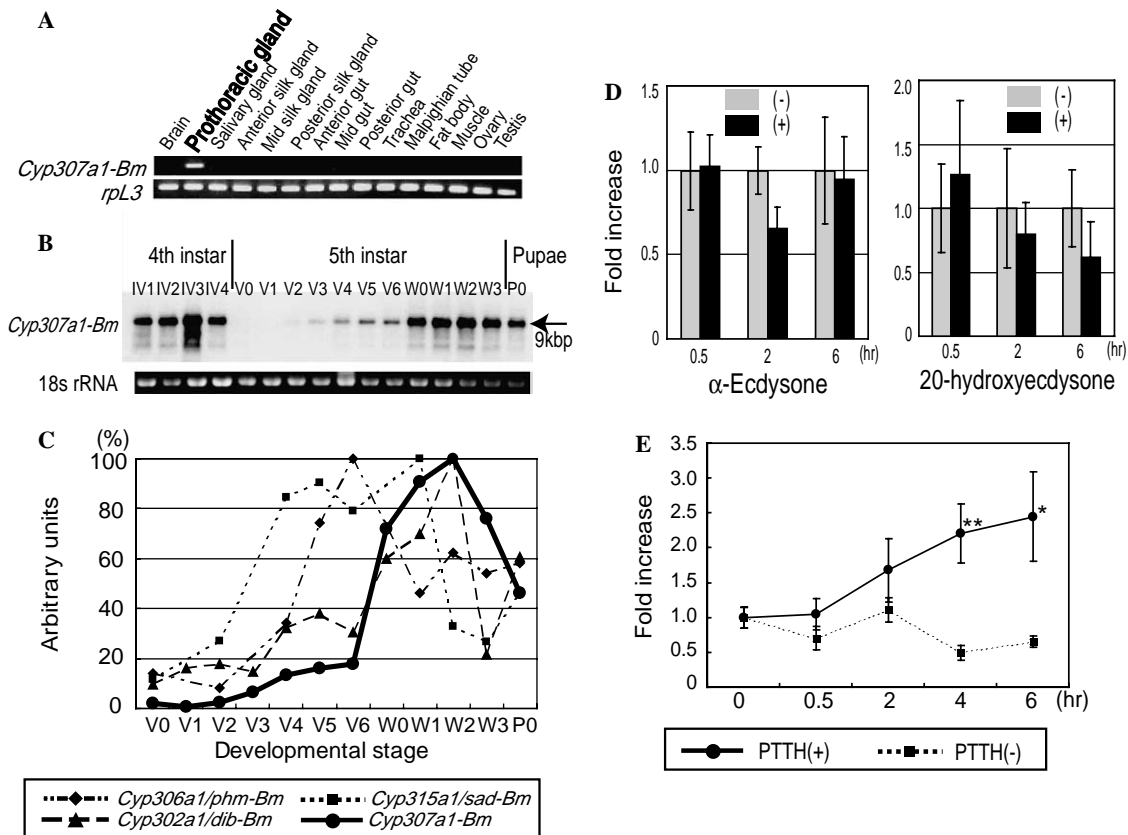 A
Brain
Prothoracic gland
Salivary gland
Anterior silk gland
Mid silk gland
Posterior silk gland
Anterior gut
Mid gut
Posterior gut
Trachea
Malpighian tube
Fat body
Muscle
Ovary
Testis
Cyp307a1-Bm
rpL3
B
4th instar 5th instar Pupae
IV1 IV2 IV3 IV4 V0 V1 V2 V3 V4 V5 V6 W0 W1 W2 W3 P0
Cyp307a1-Bm
9kbp
18s rRNA
C
(%)
100
80
60
40
20
0
Arbitrary units
V0 V1 V2 V3 V4 V5 V6 W0 W1 W2 W3 P0
Developmental stage
Cyp306a1/phm-Bm Cyp315a1/sad-Bm
Cyp302a1/dib-Bm Cyp307a1-Bm
D
1.5
1.0
0.5
0
Fold increase
(-)
(+)
0.5 2 6 (hr)
α-Ecdysone
2.0
1.5
1.0
0.5
0
(-)
(+)
0.5 2 6 (hr)
20-hydroxyecdysone
E
3.5
3.0
2.5
2.0
1.5
1.0
0.5
0
Fold increase
**
*
0 0.5 2 4 6 (hr)
PTTH(+) PTTH(-)